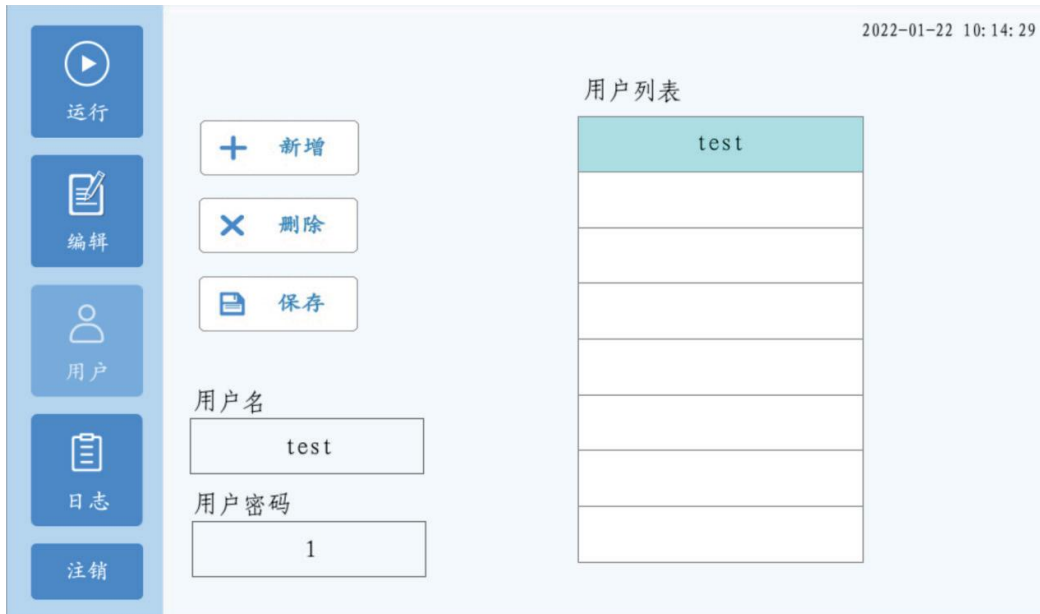 2022-01-22 10:14:29
运行
编辑
用户
日志
注销
新增
删除
保存
用户名
test
用户密码
1
用户列表
test